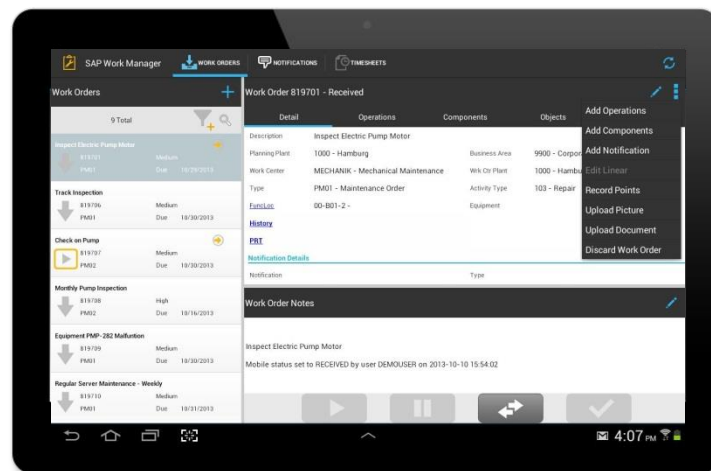 SAP Work Manager
WORK ORDERS
NOTIFICATIONS
TIMESHEETS
Work Orders
9 Total
Inspect Electric Pump Motor
819701 Medium
PM01 Due 10/29/2013
Track Inspection
819706 Medium
PM01 Due 10/30/2013
Check on Pump
819707 Medium
PM02 Due 10/30/2013
Monthly Pump Inspection
819708 High
PM02 Due 10/16/2013
Equipment PMP-282 Malfuntion
819709 Medium
PM01 Due 10/30/2013
Regular Server Maintenance - Weekly
819710 Medium
PM01 Due 10/31/2013
Work Order 819701 - Received
Detail Operations Components Objects
Description Inspect Electric Pump Motor
Planning Plant 1000 - Hamburg Business Area 9900 - Corpor
Work Center MECHANIK - Mechanical Maintenance Wrk Ctr Plant 1000 - Hambu
Type PM01 - Maintenance Order Activity Type 103 - Repair
FuncLoc 00-B01-2 - Equipment
History
PRT
Notification Details
Notification Type
Add Operations
Add Components
Add Notification
Edit Linear
Record Points
Upload Picture
Upload Document
Discard Work Order
Work Order Notes
Inspect Electric Pump Motor
Mobile status set to RECEIVED by user DEMOUSER on 2013-10-10 15:54:02
4:07 PM